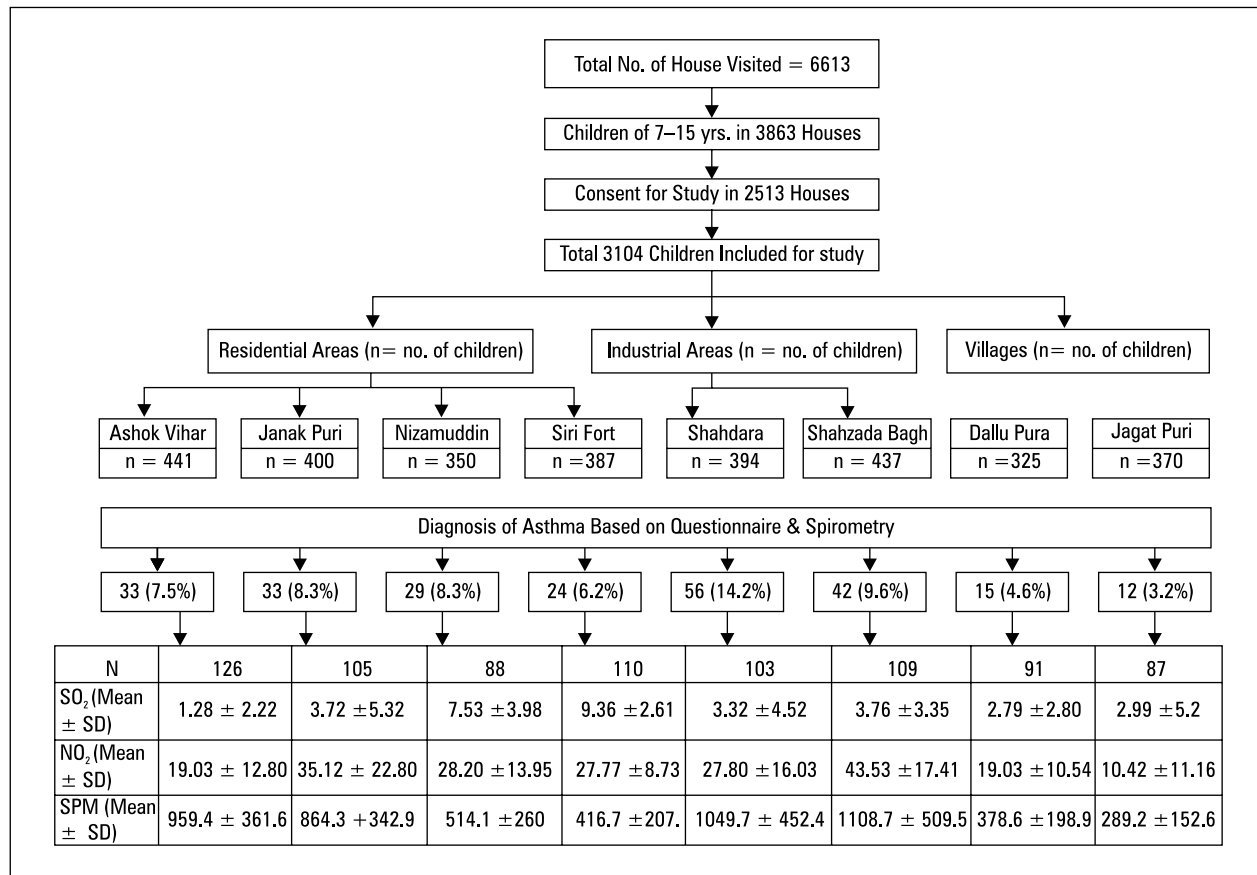 Total No. of House Visited = 6613
Children of 7–15 yrs. in 3863 Houses
Consent for Study in 2513 Houses
Total 3104 Children Included for study
Residential Areas (n= no. of children)
Industrial Areas (n = no. of children)
Villages (n= no. of children)
Ashok Vihar
n = 441
Janak Puri
n = 400
Nizamuddin
n = 350
Siri Fort
n =387
Shahdara
n = 394
Shahzada Bagh
n = 437
Dallu Pura
n =325
Jagat Puri
n =370
Diagnosis of Asthma Based on Questionnaire & Spirometry
33 (7.5%) 33 (8.3%) 29 (8.3%) 24 (6.2%) 56 (14.2%) 42 (9.6%) 15 (4.6%) 12 (3.2%)
N 126 105 88 110 103 109 91 87
SO₂ (Mean
± SD) 1.28 ± 2.22 3.72 ±5.32 7.53 ±3.98 9.36 ±2.61 3.32 ±4.52 3.76 ±3.35 2.79 ±2.80 2.99 ±5.2
NO₂ (Mean
± SD) 19.03 ± 12.80 35.12 ± 22.80 28.20 ±13.95 27.77 ±8.73 27.80 ±16.03 43.53 ±17.41 19.03 ±10.54 10.42 ±11.16
SPM (Mean
± SD) 959.4 ± 361.6 864.3 +342.9 514.1 ±260 416.7 ±207. 1049.7 ± 452.4 1108.7 ± 509.5 378.6 ±198.9 289.2 ±152.6